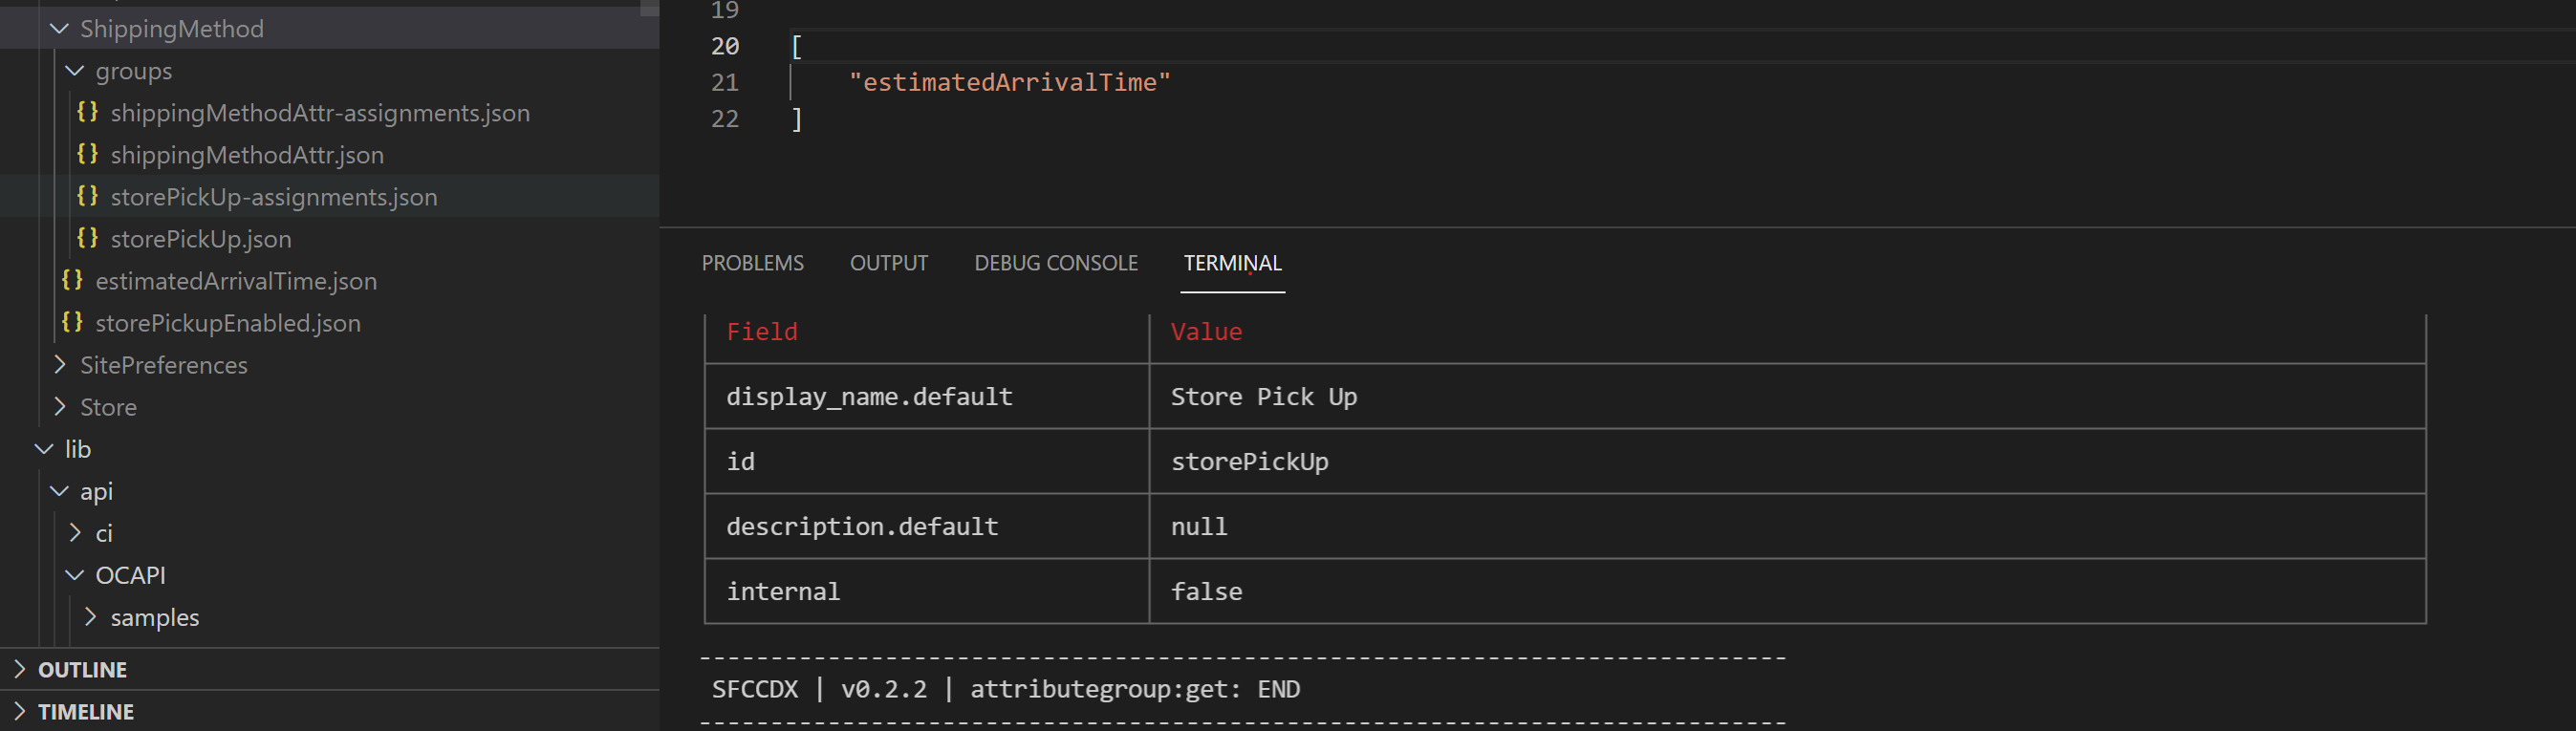 ShippingMethod
groups
{} shippingMethodAttr-assignments.json
{} shippingMethodAttr.json
{} storePickUp-assignments.json
{} storePickUp.json
{} estimatedArrivalTime.json
{} storePickupEnabled.json
SitePreferences
Store
lib
api
ci
OCAPI
samples
OUTLINE
TIMELINE
19
20 [
21 "estimatedArrivalTime"
22 ]
PROBLEMS OUTPUT DEBUG CONSOLE TERMINAL
Field Value
display_name.default Store Pick Up
id storePickUp
description.default null
internal false
----------------------------------------------------------------------------
SFCCDX | v0.2.2 | attributegroup:get: END
----------------------------------------------------------------------------